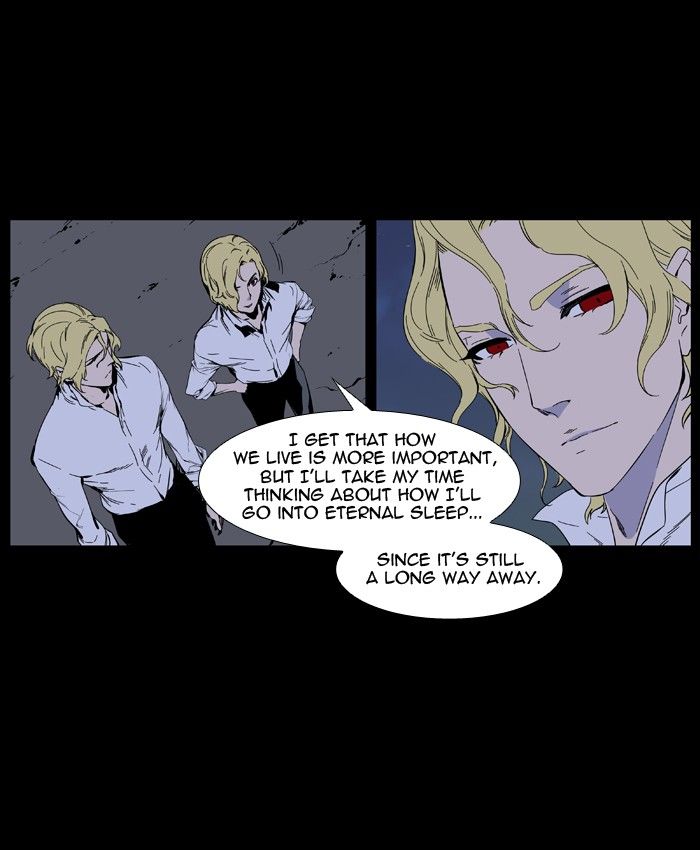 I GET THAT HOW
WE LIVE IS MORE IMPORTANT,
BUT I'LL TAKE MY TIME
THINKING ABOUT HOW I'LL
GO INTO ETERNAL SLEEP...
SINCE IT'S STILL
A LONG WAY AWAY.